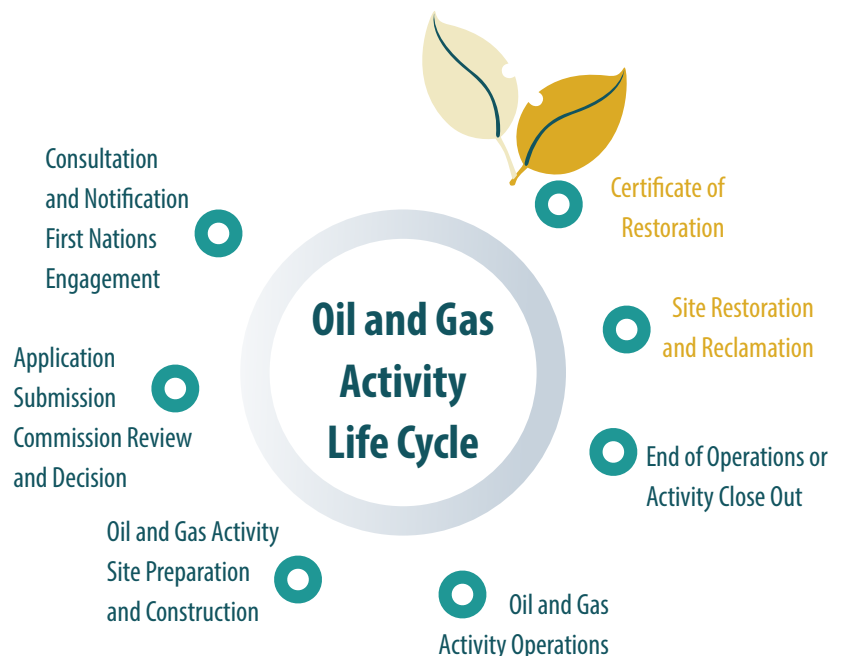 Consultation
and Notification
First Nations
Engagement
Application
Submission
Commission Review
and Decision
Oil and Gas Activity
Site Preparation
and Construction
Oil and Gas
Activity Operations
End of Operations or
Activity Close Out
Site Restoration
and Reclamation
Certificate of
Restoration
Oil and Gas
Activity
Life Cycle